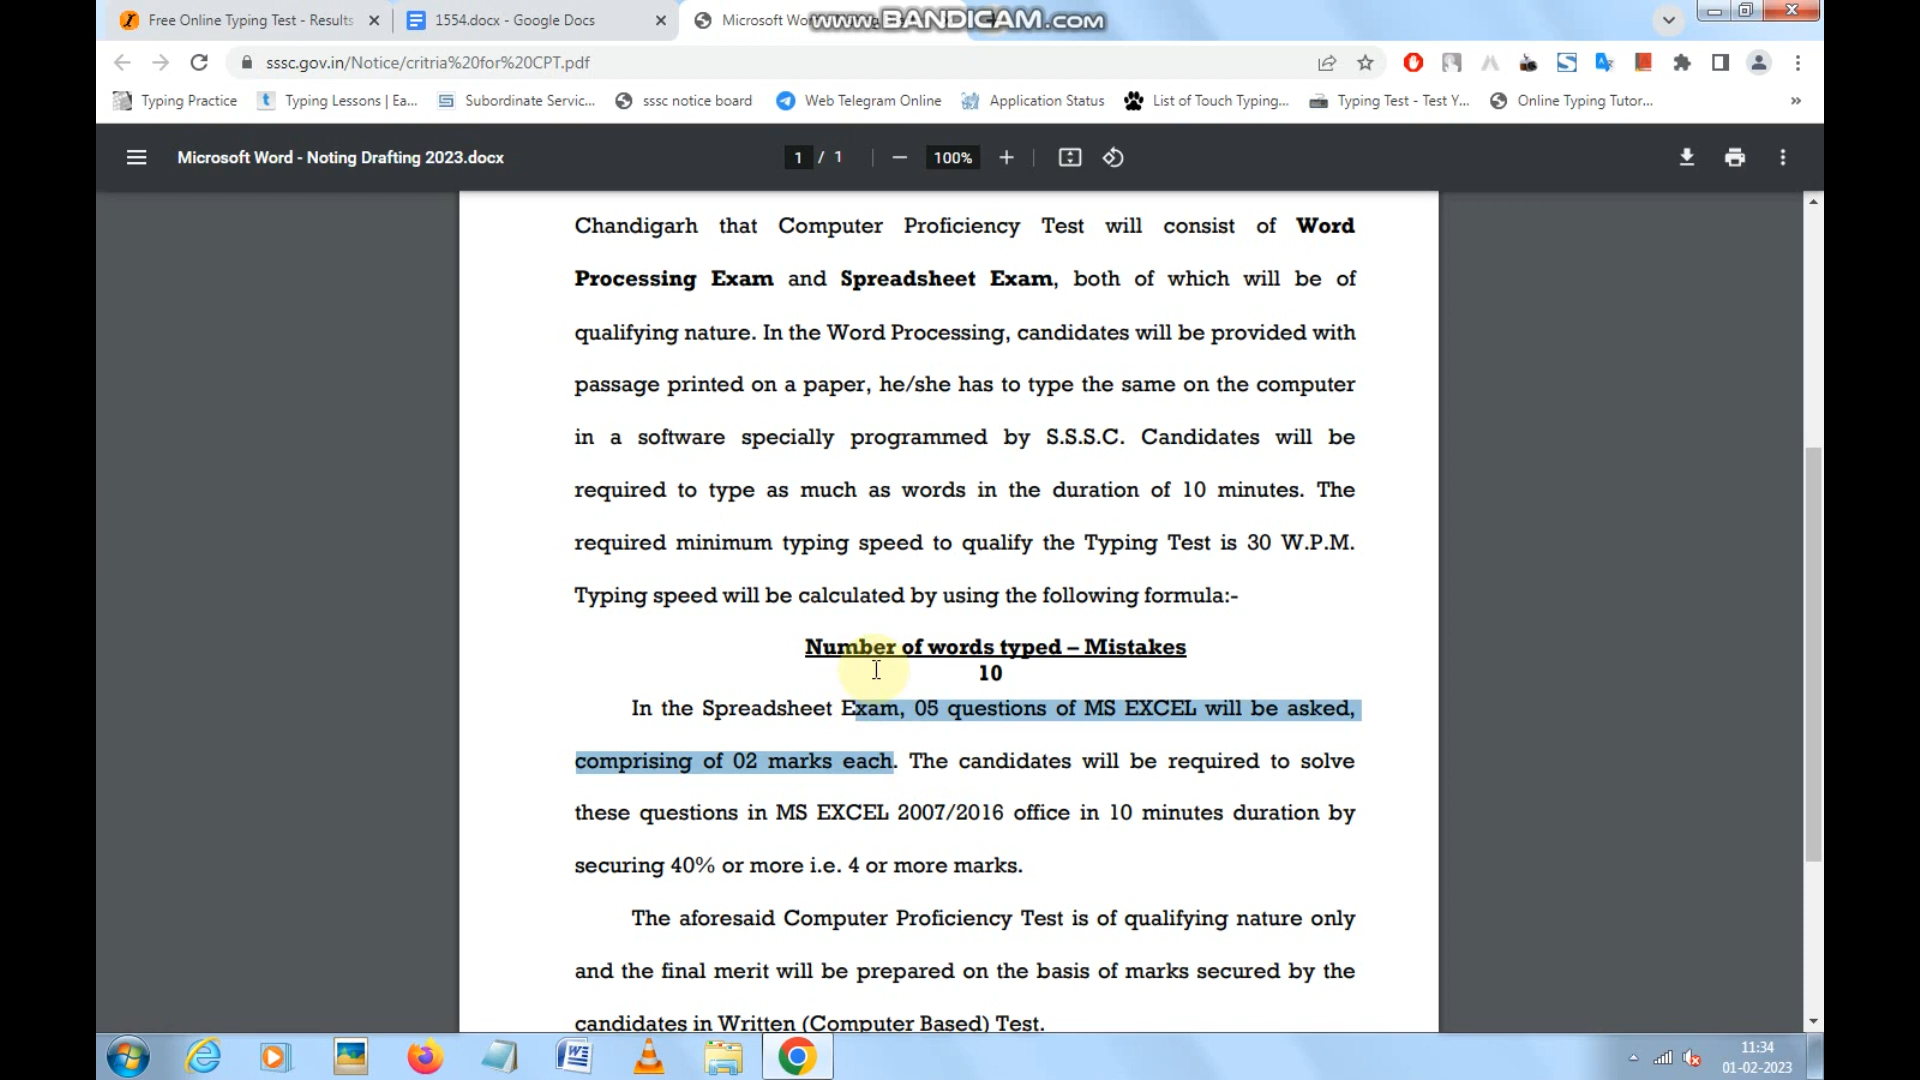 Free Online Typing Test - Results
1554.docx - Google Docs
Microsoft Wo
www.BANDICAM.com
sssc.gov.in/Notice/critria%20for%20CPT.pdf
Typing Practice
Typing Lessons | Ea...
Subordinate Servic...
sssc notice board
Web Telegram Online
Application Status
List of Touch Typing...
Typing Test - Test Y...
Online Typing Tutor...
»
Microsoft Word - Noting Drafting 2023.docx
1 / 1
100%
Chandigarh that Computer Proficiency Test will consist of Word
Processing Exam and Spreadsheet Exam, both of which will be of
qualifying nature. In the Word Processing, candidates will be provided with
passage printed on a paper, he/she has to type the same on the computer
in a software specially programmed by S.S.S.C. Candidates will be
required to type as much as words in the duration of 10 minutes. The
required minimum typing speed to qualify the Typing Test is 30 W.P.M.
Typing speed will be calculated by using the following formula:-
Number of words typed – Mistakes
10
In the Spreadsheet Exam, 05 questions of MS EXCEL will be asked,
comprising of 02 marks each. The candidates will be required to solve
these questions in MS EXCEL 2007/2016 office in 10 minutes duration by
securing 40% or more i.e. 4 or more marks.
The aforesaid Computer Proficiency Test is of qualifying nature only
and the final merit will be prepared on the basis of marks secured by the
candidates in Written (Computer Based) Test.
11:34
01-02-2023